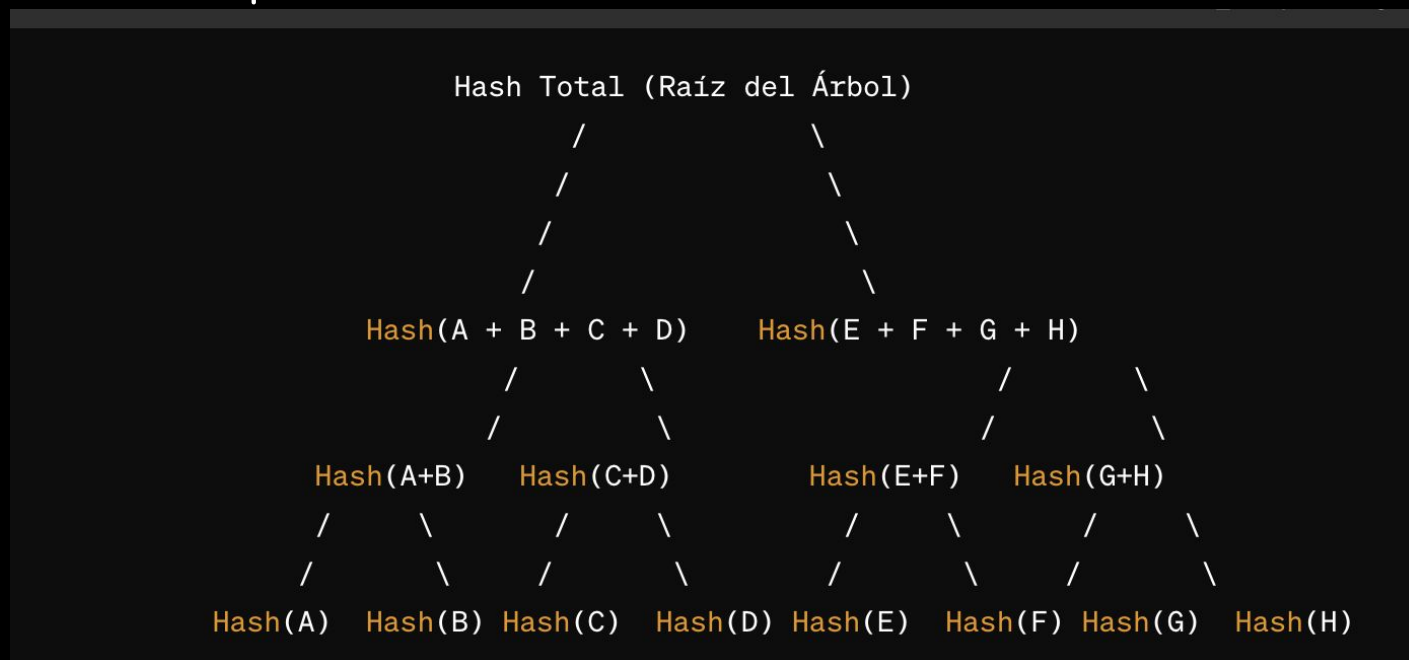 Hash Total (Raíz del Árbol)
/ \
/ \
/ \
/ \
Hash(A + B + C + D) Hash(E + F + G + H)
/ \ / \
/ \ / \
Hash(A+B) Hash(C+D) Hash(E+F) Hash(G+H)
/ \ / \ / \ / \
/ \ / \ / \ / \
Hash(A) Hash(B) Hash(C) Hash(D) Hash(E) Hash(F) Hash(G) Hash(H)